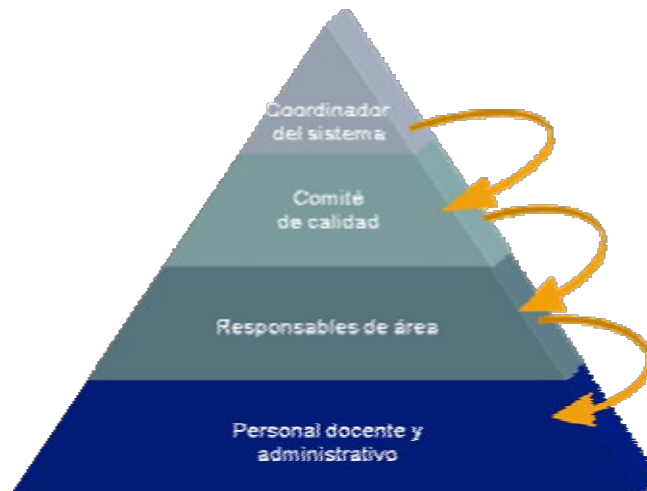 Coordinador
del sistema
Comité
de calidad
Responsables de área
Personal docente y
administrativo